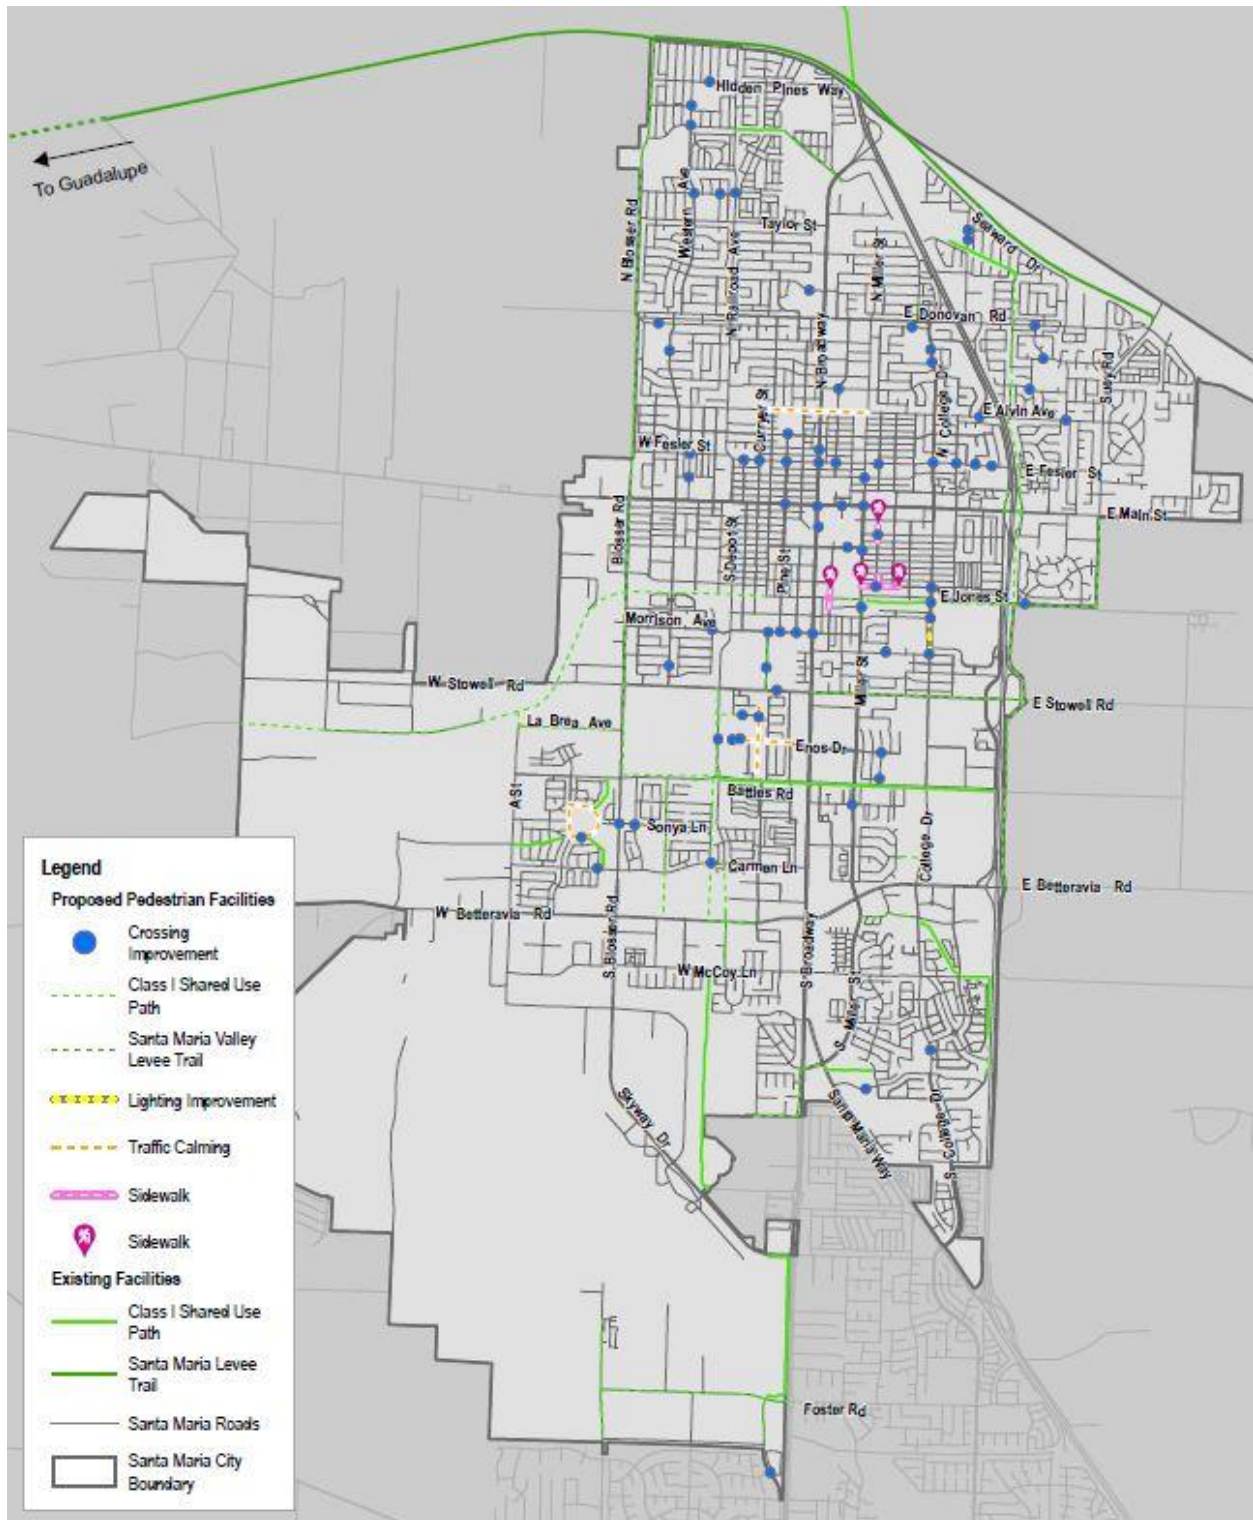 Hidden Pines Way
To Guadalupe
Western Ave
N Blosser Rd
Taylor St
N Railroad Ave
N Miller St
Seaward Dr
E Donovan Rd
N Broadway
Suey Rd
N College Dr
E Alvin Ave
Curryer St
W Fesler St
E Fesler St
E Main St
Blosser Rd
S Depot St
Pine St
E Jones St
Morrison Ave
W Stowell Rd
Miller St
E Stowell Rd
La Brea Ave
Enos Dr
Battles Rd
A St
Sonya Ln
Carmen Ln
College Dr
E Betteravia Rd
W Betteravia Rd
S Blosser Rd
W McCoy Ln
S Broadway
S Miller St
Skyway Dr
Santa Maria Way
S College Dr
Foster Rd
Legend
Proposed Pedestrian Facilities
Crossing
Improvement
Class I Shared Use
Path
Santa Maria Valley
Levee Trail
Lighting Improvement
Traffic Calming
Sidewalk
Sidewalk
Existing Facilities
Class I Shared Use
Path
Santa Maria Levee
Trail
Santa Maria Roads
Santa Maria City
Boundary